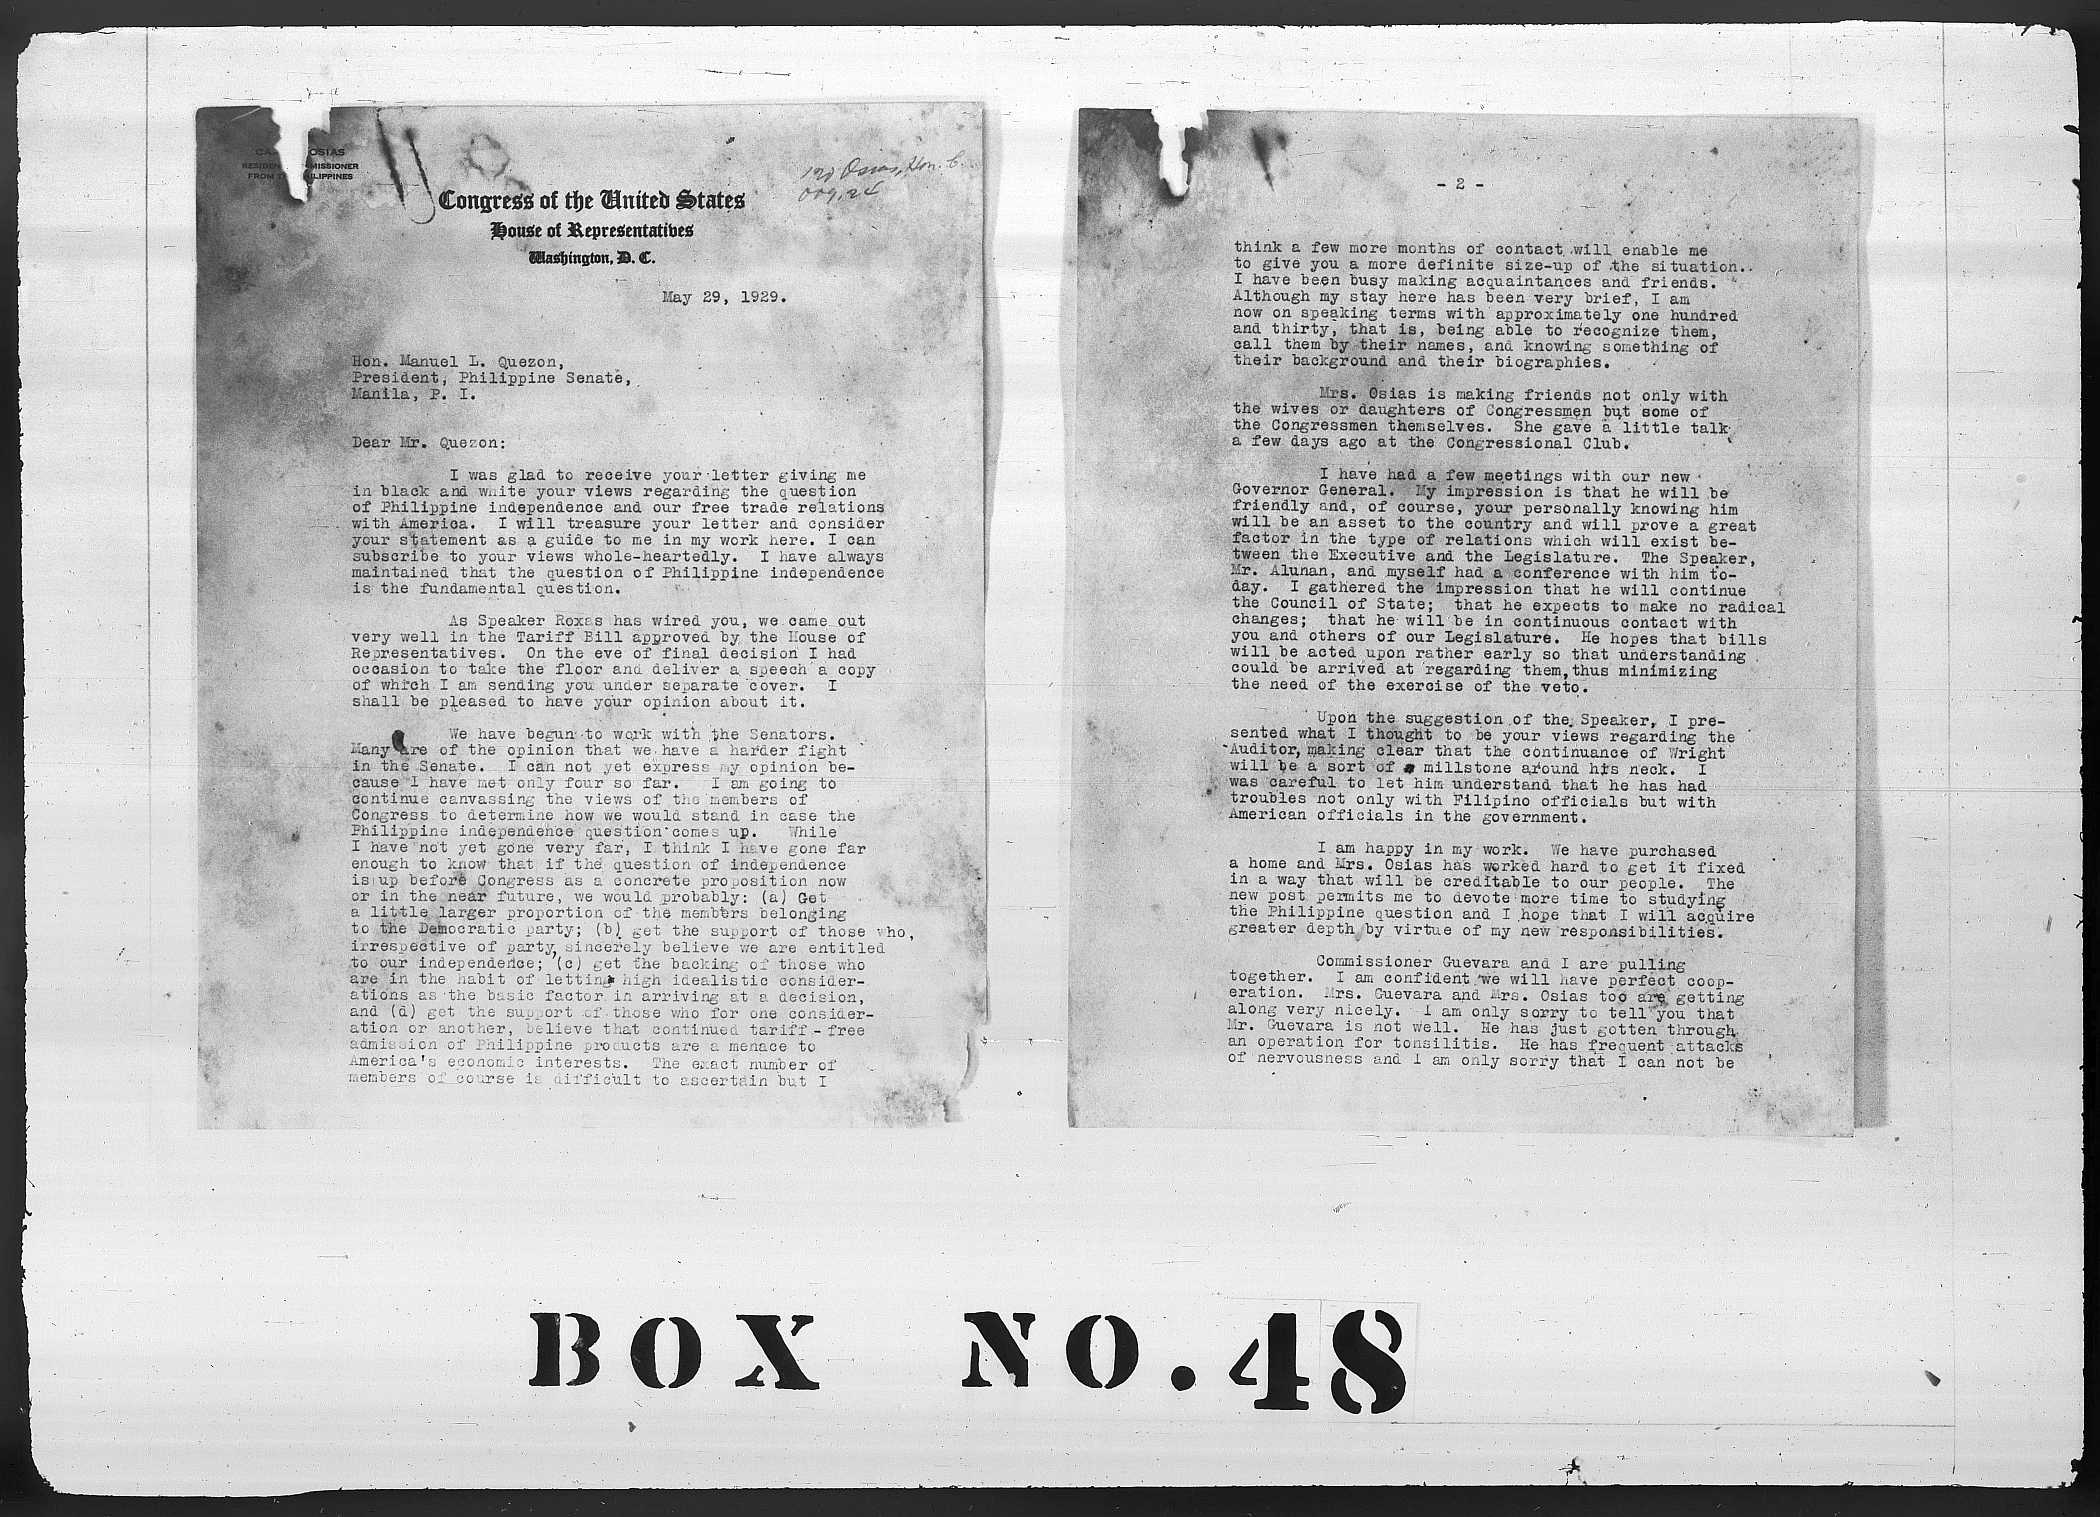 CA OSIAS
RESIDEN MISSIONER
FROM T ILIPPINES
Osias, Hon. C.
Congress of the United States
House of Representatives
Washington, D. C.
May 29, 1929.
Hon. Manuel L. Quezon,
President, Philippine Senate,
Manila, P. I.
Dear Mr. Quezon:
I was glad to receive your letter giving me
in black and white your views regarding the question
of Philippine independence and our free trade relations
with America. I will treasure your letter and consider
your statement as a guide to me in my work here. I can
subscribe to your views whole-heartedly. I have always
maintained that the question of Philippine independence
is the fundamental question.
As Speaker Roxas has wired you, we came out
very well in the Tariff Bill approved by the House of
Representatives. On the eve of final decision I had
occasion to take the floor and deliver a speech a copy
of which I am sending you under separate cover. I
shall be pleased to have your opinion about it.
We have begun to work with the Senators.
Many are of the opinion that we have a harder fight
in the Senate. I can not yet express my opinion be-
cause I have met only four so far. I am going to
continue canvassing the views of the members of
Congress to determine how we would stand in case the
Philippine independence question comes up. While
I have not yet gone very far, I think I have gone far
enough to know that if the question of independence
is up before Congress as a concrete proposition now
or in the near future, we would probably: (a) Get
a little larger proportion of the members belonging
to the Democratic party; (b) get the support of those who,
irrespective of party, sincerely believe we are entitled
to our independence; (c) get the backing of those who
are in the habit of letting high idealistic consider-
ations as the basic factor in arriving at a decision,
and (d) get the support of those who for one consider-
ation or another, believe that continued tariff-free
admission of Philippine products are a menace to
America's economic interests. The exact number of
members of course is difficult to ascertain but I
- 2 -
think a few more months of contact will enable me
to give you a more definite size-up of the situation.
I have been busy making acquaintances and friends.
Although my stay here has been very brief, I am
now on speaking terms with approximately one hundred
and thirty, that is, being able to recognize them,
call them by their names, and knowing something of
their background and their biographies.
Mrs. Osias is making friends not only with
the wives or daughters of Congressmen but some of
the Congressmen themselves. She gave a little talk
a few days ago at the Congressional Club.
I have had a few meetings with our new
Governor General. My impression is that he will be
friendly and, of course, your personally knowing him
will be an asset to the country and will prove a great
factor in the type of relations which will exist be-
tween the Executive and the Legislature. The Speaker,
Mr. Alunan, and myself had a conference with him to-
day. I gathered the impression that he will continue
the Council of State; that he expects to make no radical
changes; that he will be in continuous contact with
you and others of our Legislature. He hopes that bills
will be acted upon rather early so that understanding
could be arrived at regarding them, thus minimizing
the need of the exercise of the veto.
Upon the suggestion of the Speaker, I pre-
sented what I thought to be your views regarding the
Auditor, making clear that the continuance of Wright
will be a sort of a millstone around his neck. I
was careful to let him understand that he has had
troubles not only with Filipino officials but with
American officials in the government.
I am happy in my work. We have purchased
a home and Mrs. Osias has worked hard to get it fixed
in a way that will be creditable to our people. The
new post permits me to devote more time to studying
the Philippine question and I hope that I will acquire
greater depth by virtue of my new responsibilities.
Commissioner Guevara and I are pulling
together. I am confident we will have perfect coop-
eration. Mrs. Guevara and Mrs. Osias too are getting
along very nicely. I am only sorry to tell you that
Mr. Guevara is not well. He has just gotten through
an operation for tonsilitis. He has frequent attacks
of nervousness and I am only sorry that I can not be
BOX NO. 48